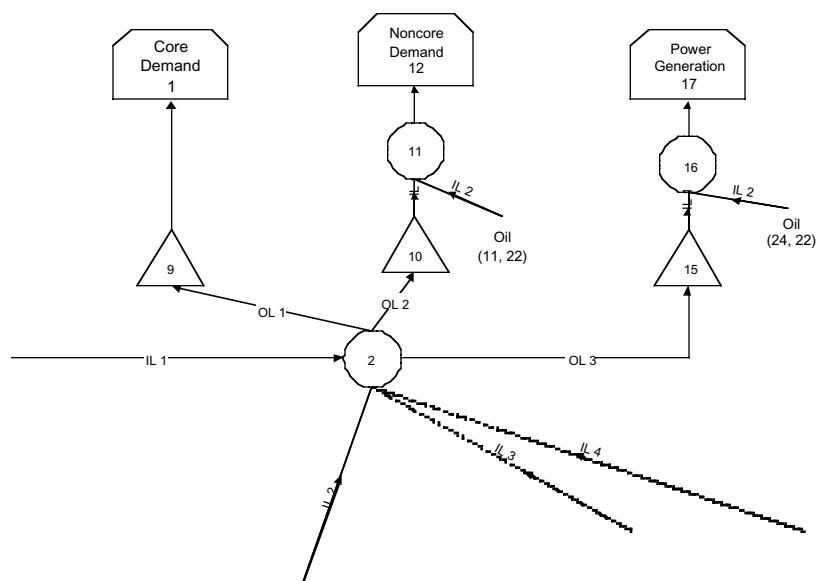 Core
Demand
1
Noncore
Demand
12
Power
Generation
17
11
16
IL 2
IL 2
Oil
(11, 22)
Oil
(24, 22)
9
10
15
OL 1
OL 2
IL 1
2
OL 3
IL 2
IL 3
IL 4